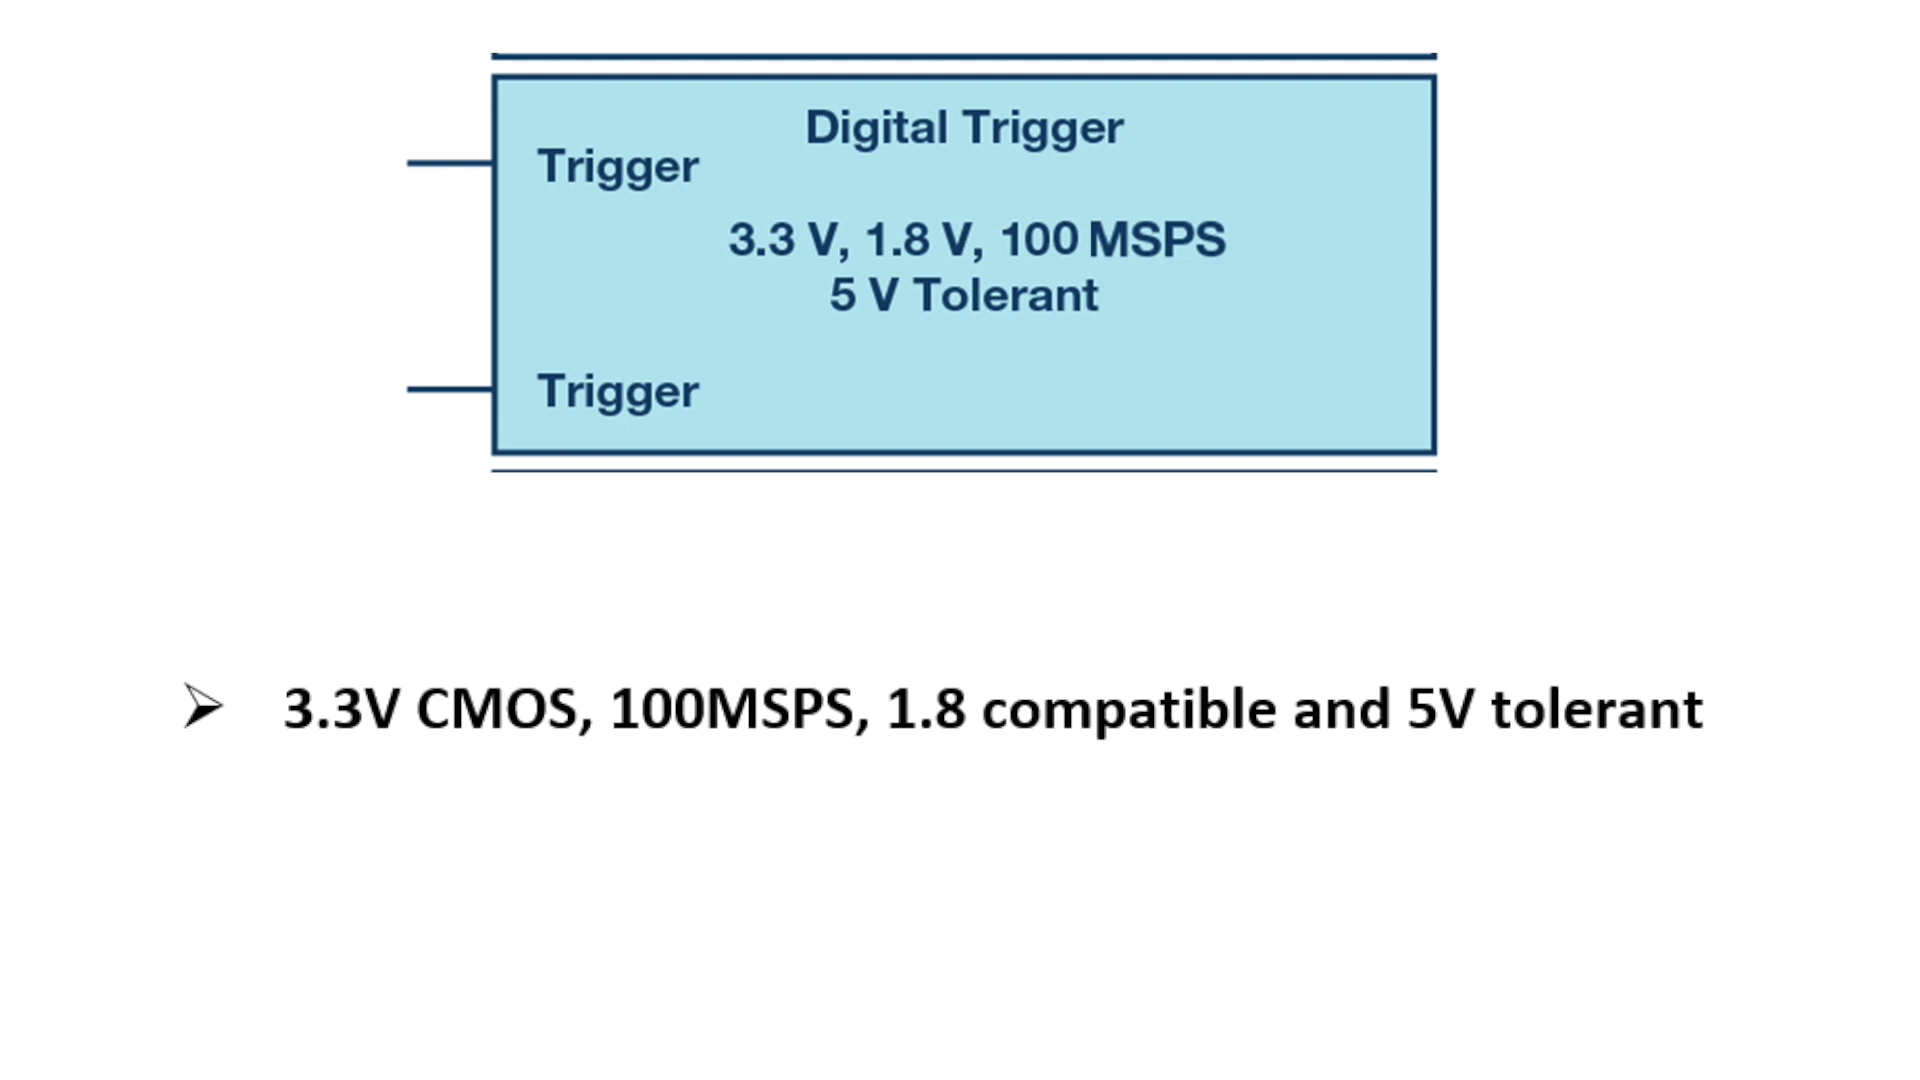 Digital Trigger
Trigger
3.3 V, 1.8 V, 100 MSPS
5 V Tolerant
Trigger
3.3V CMOS, 100MSPS, 1.8 compatible and 5V tolerant